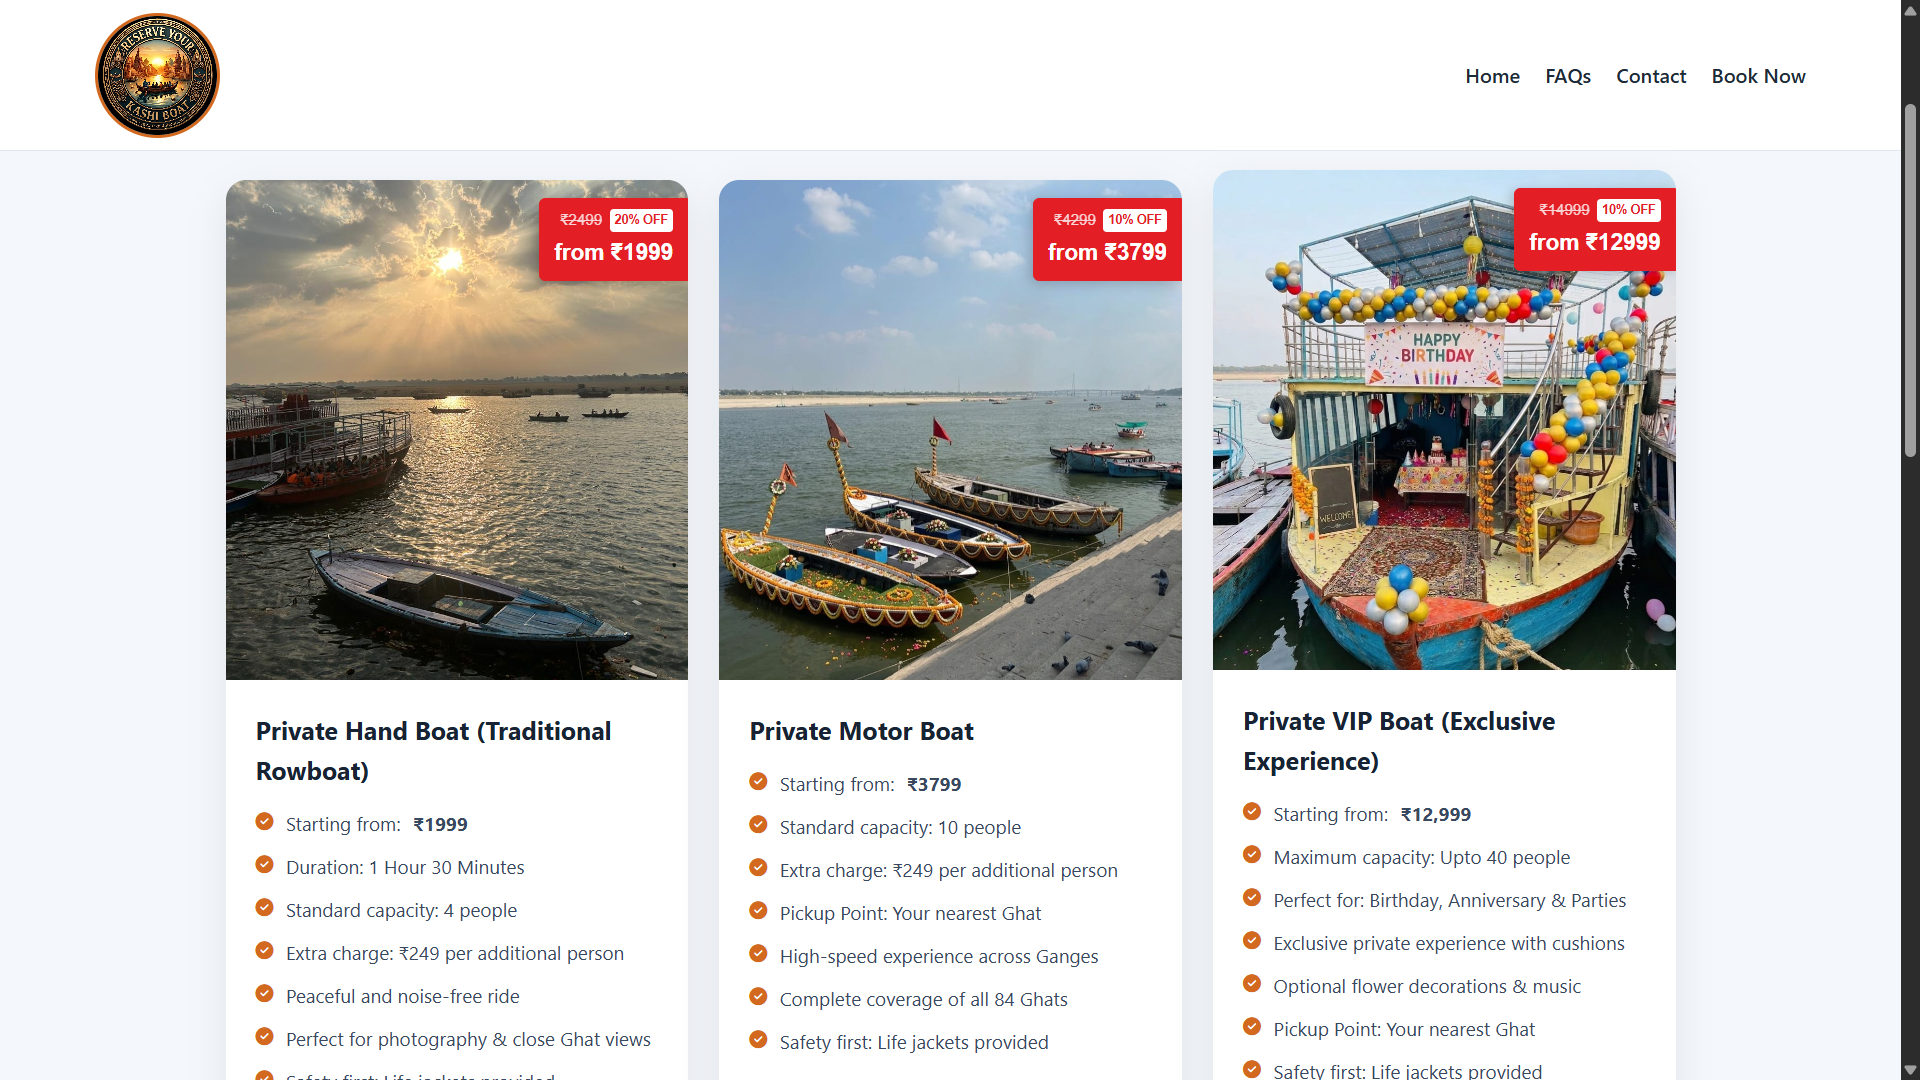 RESERVE YOUR
KASHI BOAT
Home
FAQs
Contact
Book Now
₹2499 20% OFF
from ₹1999
₹4299 10% OFF
from ₹3799
₹14999 10% OFF
from ₹12999
HAPPY
BIRTHDAY
WELCOME!
Private Hand Boat (Traditional
Rowboat)
Starting from: ₹1999
Duration: 1 Hour 30 Minutes
Standard capacity: 4 people
Extra charge: ₹249 per additional person
Peaceful and noise-free ride
Perfect for photography & close Ghat views
Safety first: Life jackets provided
Private Motor Boat
Starting from: ₹3799
Standard capacity: 10 people
Extra charge: ₹249 per additional person
Pickup Point: Your nearest Ghat
High-speed experience across Ganges
Complete coverage of all 84 Ghats
Safety first: Life jackets provided
Private VIP Boat (Exclusive
Experience)
Starting from: ₹12,999
Maximum capacity: Upto 40 people
Perfect for: Birthday, Anniversary & Parties
Exclusive private experience with cushions
Optional flower decorations & music
Pickup Point: Your nearest Ghat
Safety first: Life jackets provided